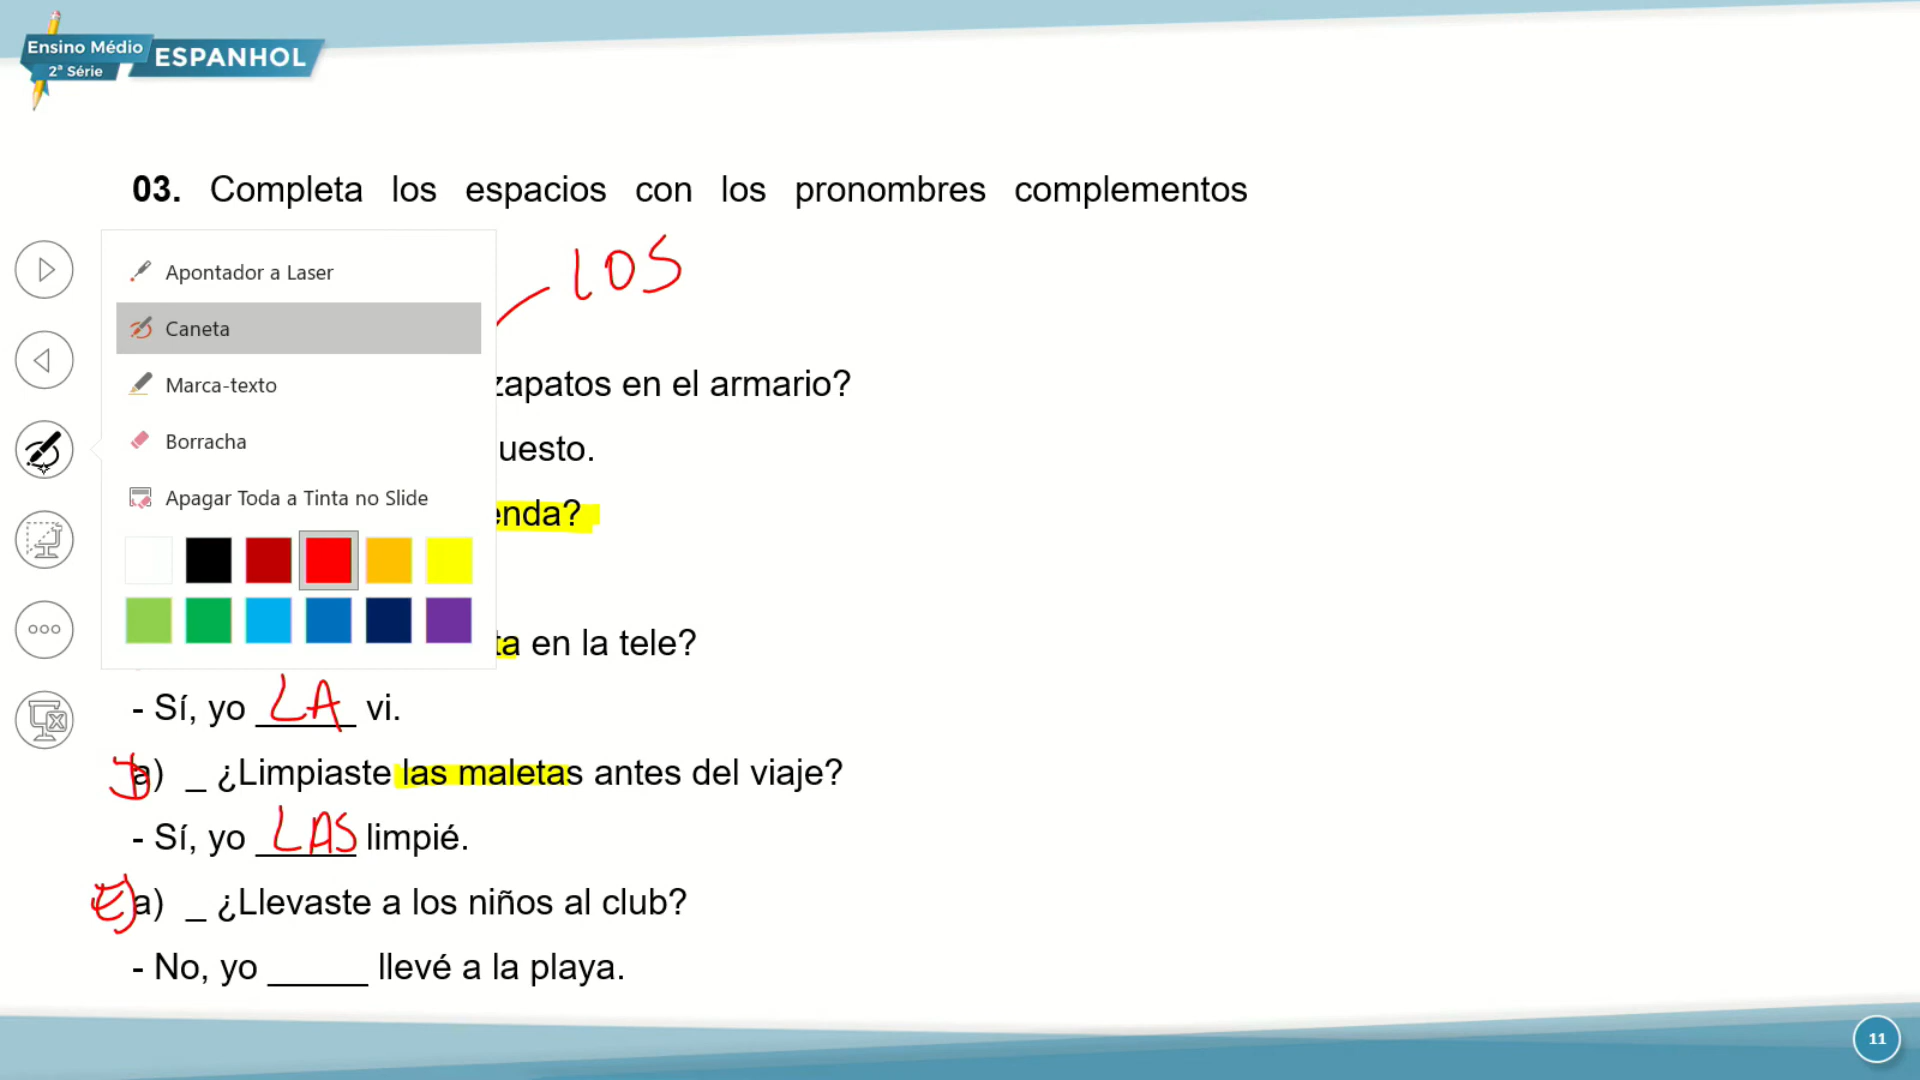 Ensino Médio
2ª Série
ESPANHOL
03. Completa los espacios con los pronombres complementos
LOS
Apontador a Laser
Caneta
Marca-texto
Borracha
Apagar Toda a Tinta no Slide
zapatos en el armario?
uesto.
enda?
ta en la tele?
- Sí, yo LA vi.
D a) _ ¿Limpiaste las maletas antes del viaje?
- Sí, yo LAS limpié.
E) a) _ ¿Llevaste a los niños al club?
- No, yo _____ llevé a la playa.
11